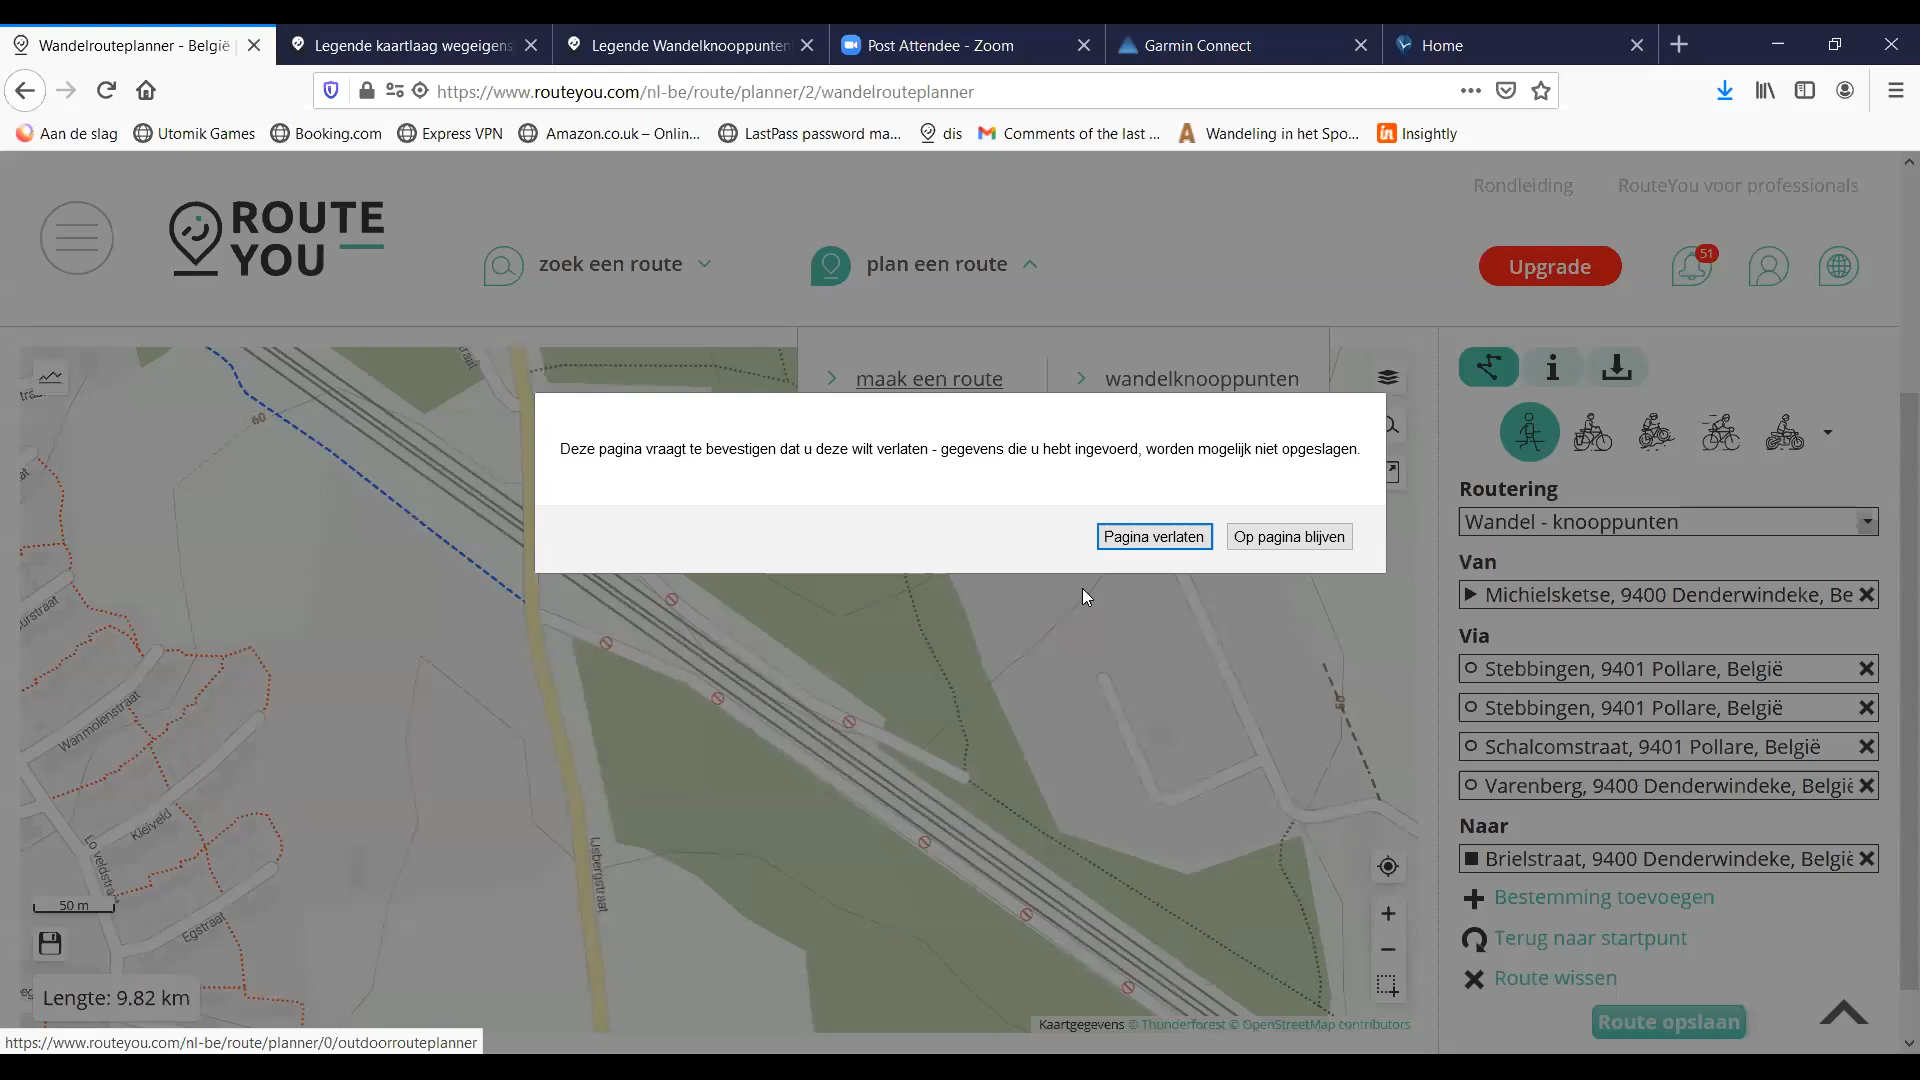 Wandelrouteplanner - België
Legende kaartlaag wegeigens
Legende Wandelknooppunten
Post Attendee - Zoom
Garmin Connect
Home
https://www.routeyou.com/nl-be/route/planner/2/wandelrouteplanner
Aan de slag
Utomik Games
Booking.com
Express VPN
Amazon.co.uk – Onlin...
LastPass password ma...
dis
Comments of the last ...
Wandeling in het Spo...
Insightly
Rondleiding
RouteYou voor professionals
ROUTE
YOU
zoek een route
plan een route
Upgrade
51
maak een route
wandelknooppunten
Deze pagina vraagt te bevestigen dat u deze wilt verlaten - gegevens die u hebt ingevoerd, worden mogelijk niet opgeslagen.
Pagina verlaten
Op pagina blijven
Routering
Wandel - knooppunten
Van
Michielsketse, 9400 Denderwindeke, Be
Via
Stebbingen, 9401 Pollare, België
Stebbingen, 9401 Pollare, België
Schalcomstraat, 9401 Pollare, België
Varenberg, 9400 Denderwindeke, België
Naar
Brielstraat, 9400 Denderwindeke, België
Bestemming toevoegen
Terug naar startpunt
Route wissen
Route opslaan
60
Wanmolenstraat
Kleiveld
Egstraat
IJsbergstraat
50 m
Lengte: 9.82 km
Kaartgegevens © Thunderforest © OpenStreetMap contributors
https://www.routeyou.com/nl-be/route/planner/0/outdoorrouteplanner